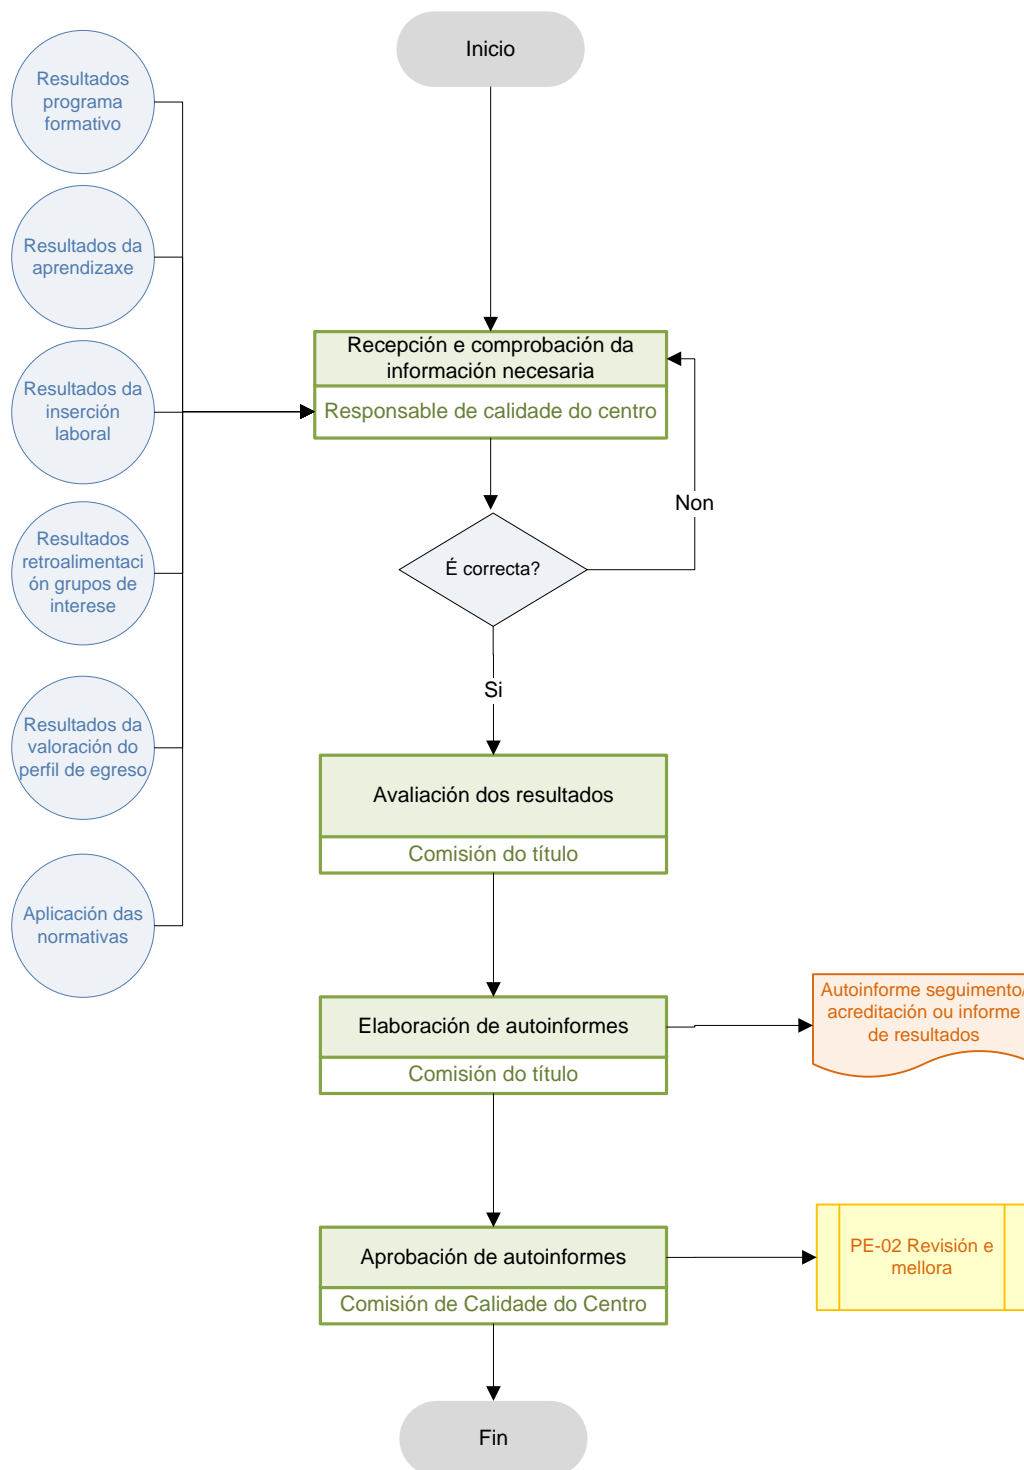 Inicio
Resultados
programa
formativo
Resultados da
aprendizaxe
Resultados da
inserción
laboral
Resultados
retroalimentaci
ón grupos de
interese
Resultados da
valoración do
perfil de egreso
Aplicación das
normativas
Recepción e comprobación da
información necesaria
Responsable de calidade do centro
Non
É correcta?
Si
Avaliación dos resultados
Comisión do título
Elaboración de autoinformes
Comisión do título
Autoinforme seguimento/
acreditación ou informe
de resultados
Aprobación de autoinformes
Comisión de Calidade do Centro
PE-02 Revisión e
mellora
Fin